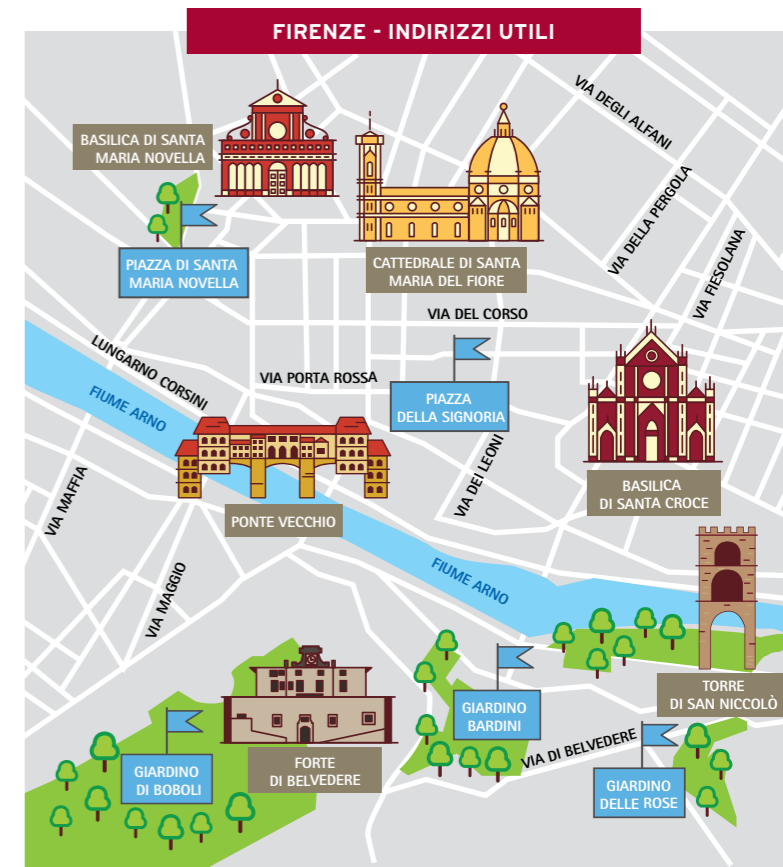 FIRENZE - INDIRIZZI UTILI
VIA DEGLI ALFANI
BASILICA DI SANTA
MARIA NOVELLA
VIA DELLA PERGOLA
PIAZZA DI SANTA
MARIA NOVELLA
CATTEDRALE DI SANTA
MARIA DEL FIORE
VIA FIESOLANA
VIA DEL CORSO
LUNGARNO CORSINI
VIA PORTA ROSSA
FIUME ARNO
PIAZZA
DELLA SIGNORIA
VIA DEI LEONI
BASILICA
DI SANTA CROCE
VIA MAFFIA
PONTE VECCHIO
VIA MAGGIO
FIUME ARNO
TORRE
DI SAN NICCOLÒ
GIARDINO
BARDINI
VIA DI BELVEDERE
FORTE
DI BELVEDERE
GIARDINO
DI BOBOLI
GIARDINO
DELLE ROSE